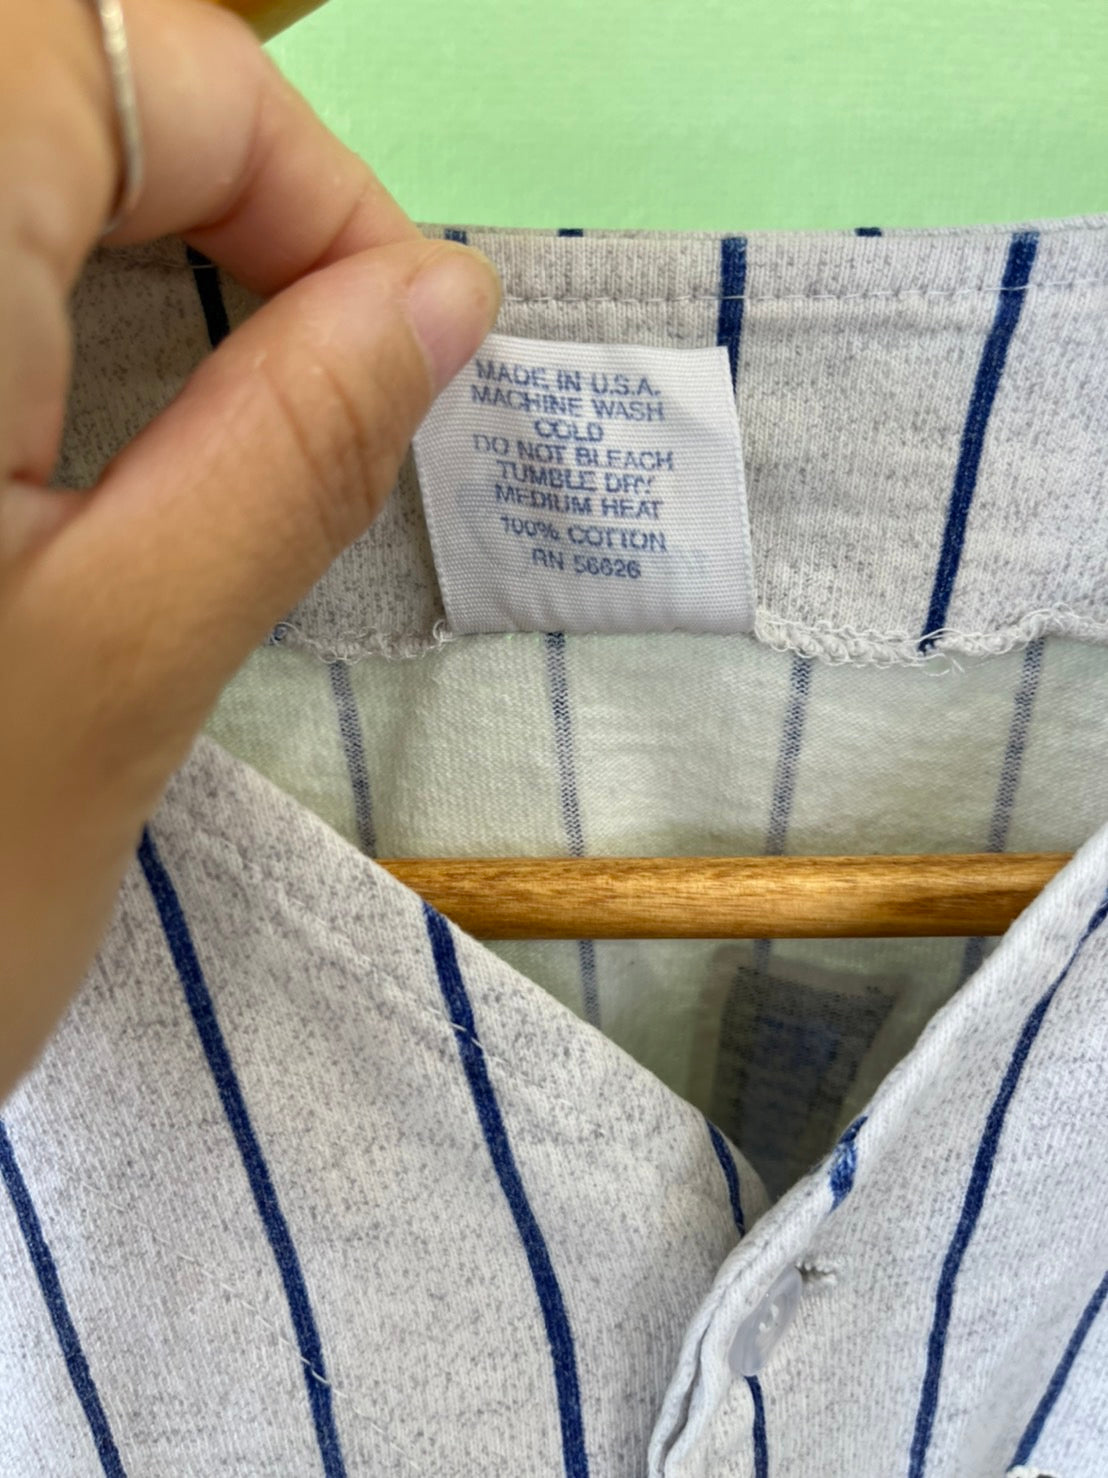 MADE IN U.S.A.
MACHINE WASH
COLD
DO NOT BLEACH
TUMBLE DRY
MEDIUM HEAT
100% COTTON
RN 56626